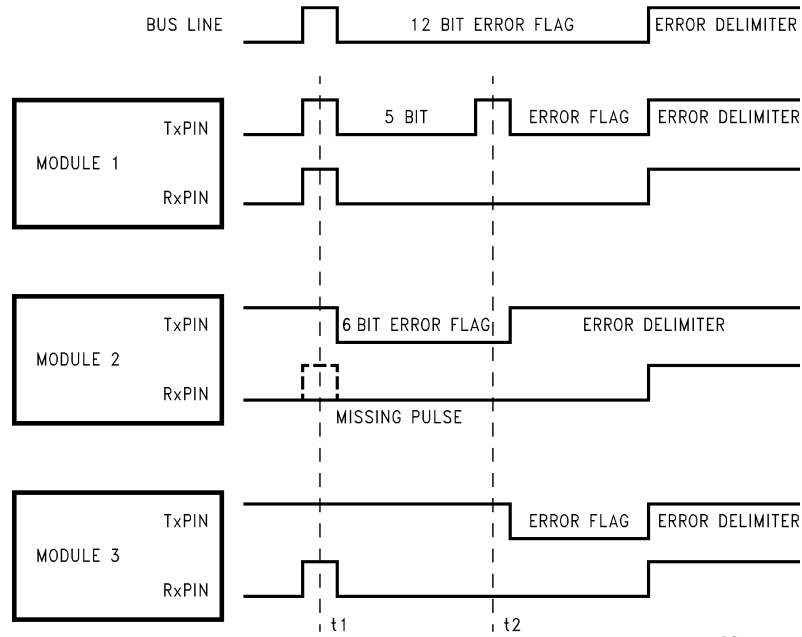 BUS LINE 12 BIT ERROR FLAG ERROR DELIMITER
TxPIN 5 BIT ERROR FLAG ERROR DELIMITER
MODULE 1
RxPIN
TxPIN 6 BIT ERROR FLAG ERROR DELIMITER
MODULE 2
RxPIN
MISSING PULSE
TxPIN ERROR FLAG ERROR DELIMITER
MODULE 3
RxPIN
t1 t2